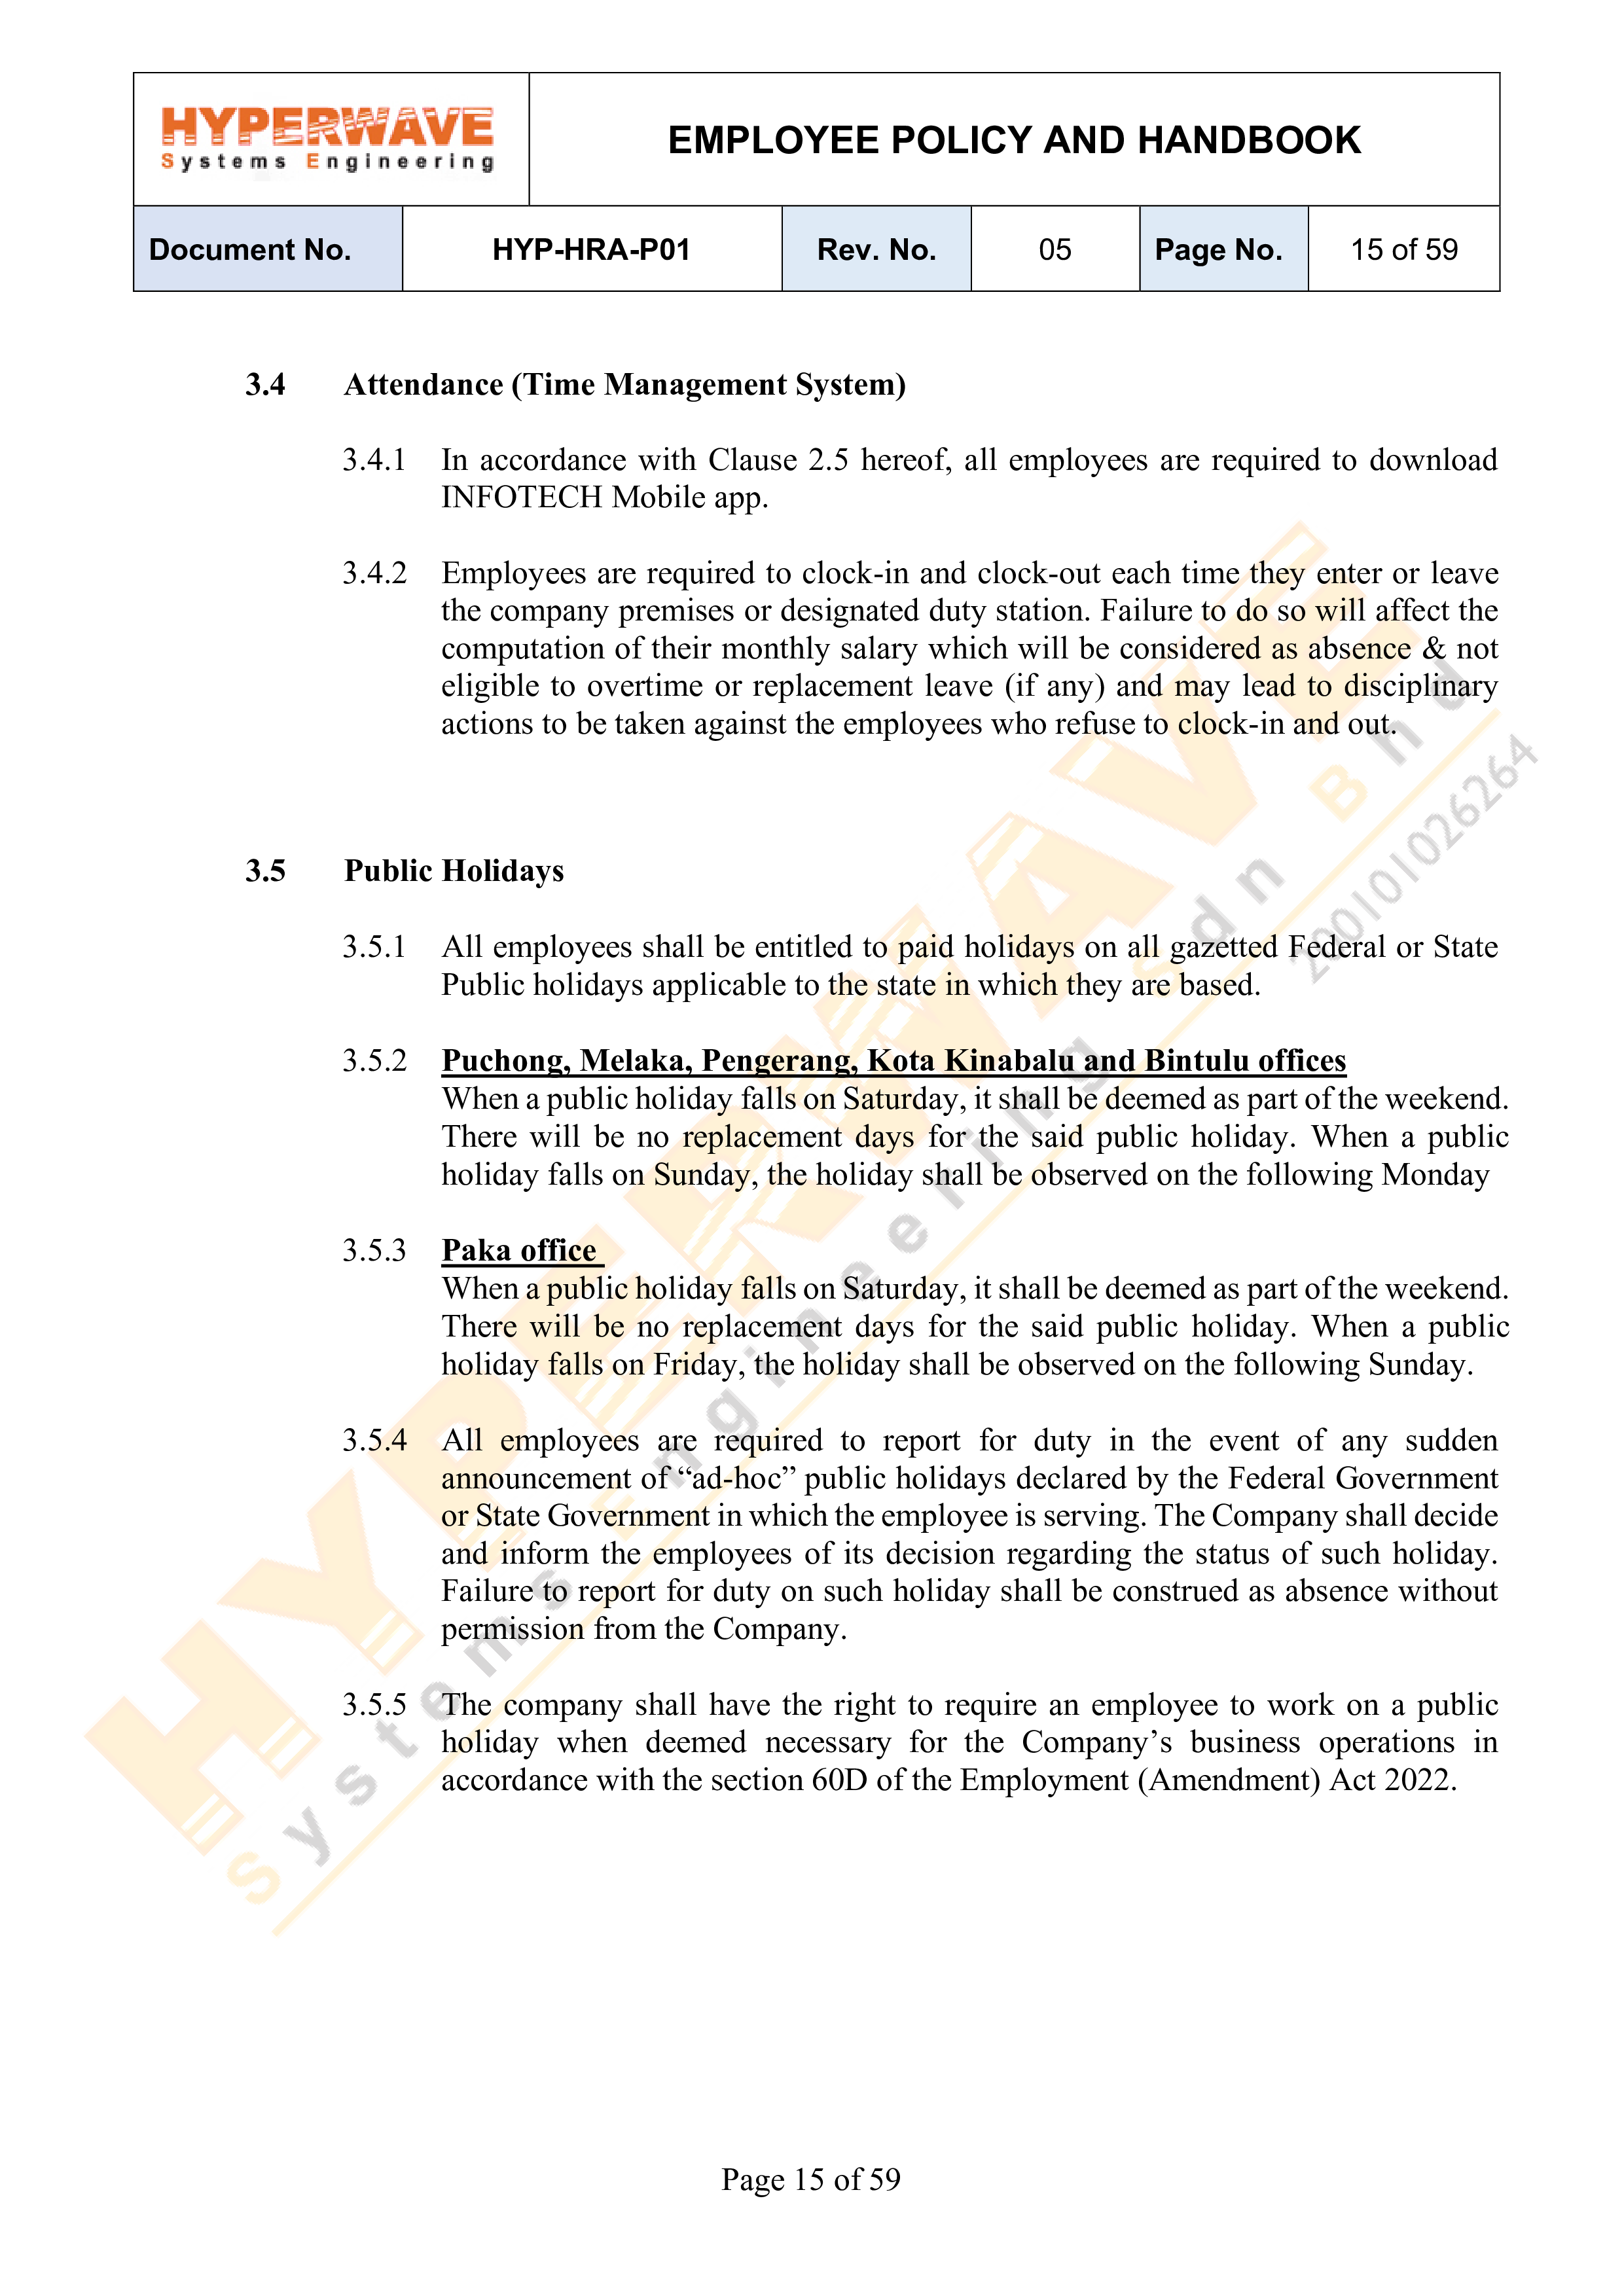 HYPERWAVE
Systems Engineering
EMPLOYEE POLICY AND HANDBOOK
Document No.
HYP-HRA-P01
Rev. No.
05
Page No.
15 of 59
3.4 Attendance (Time Management System)
3.4.1 In accordance with Clause 2.5 hereof, all employees are required to download
INFOTECH Mobile app.
3.4.2 Employees are required to clock-in and clock-out each time they enter or leave
the company premises or designated duty station. Failure to do so will affect the
computation of their monthly salary which will be considered as absence & not
eligible to overtime or replacement leave (if any) and may lead to disciplinary
actions to be taken against the employees who refuse to clock-in and out.
3.5 Public Holidays
3.5.1 All employees shall be entitled to paid holidays on all gazetted Federal or State
Public holidays applicable to the state in which they are based.
3.5.2 Puchong, Melaka, Pengerang, Kota Kinabalu and Bintulu offices
When a public holiday falls on Saturday, it shall be deemed as part of the weekend.
There will be no replacement days for the said public holiday. When a public
holiday falls on Sunday, the holiday shall be observed on the following Monday
3.5.3 Paka office
When a public holiday falls on Saturday, it shall be deemed as part of the weekend.
There will be no replacement days for the said public holiday. When a public
holiday falls on Friday, the holiday shall be observed on the following Sunday.
3.5.4 All employees are required to report for duty in the event of any sudden
announcement of “ad-hoc” public holidays declared by the Federal Government
or State Government in which the employee is serving. The Company shall decide
and inform the employees of its decision regarding the status of such holiday.
Failure to report for duty on such holiday shall be construed as absence without
permission from the Company.
3.5.5 The company shall have the right to require an employee to work on a public
holiday when deemed necessary for the Company’s business operations in
accordance with the section 60D of the Employment (Amendment) Act 2022.
HYPERWAVE
Systems Engineering Sdn Bhd
200101026264
Page 15 of 59